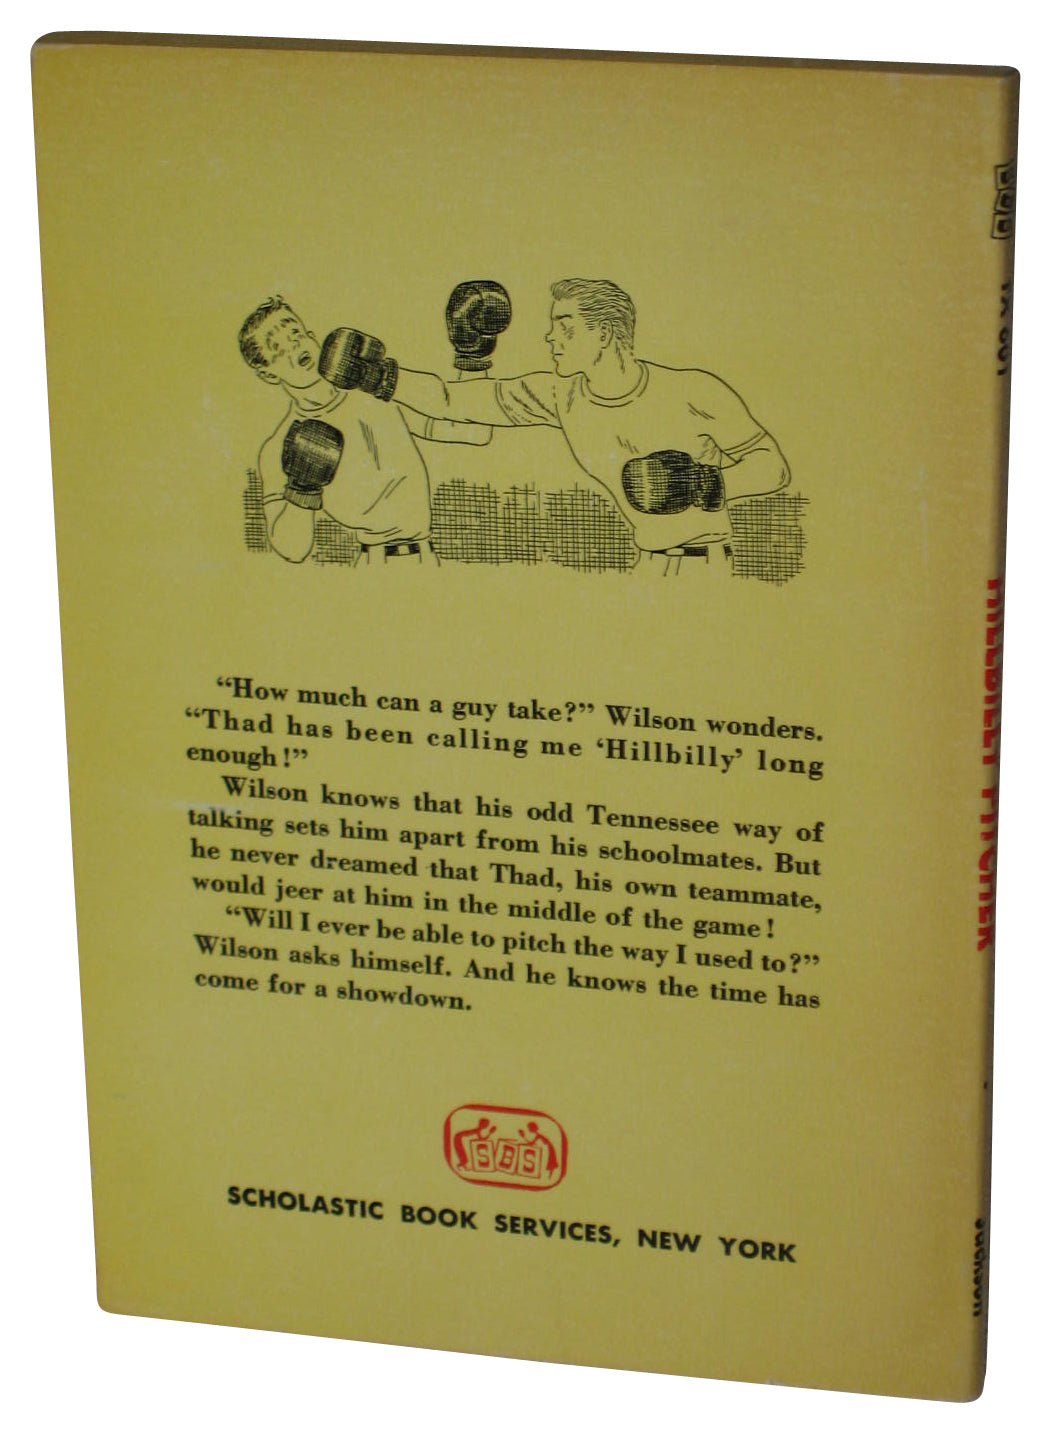 “How much can a guy take?” Wilson wonders.
“Thad has been calling me ‘Hillbilly’ long
enough!”
Wilson knows that his odd Tennessee way of
talking sets him apart from his schoolmates. But
he never dreamed that Thad, his own teammate,
would jeer at him in the middle of the game!
“Will I ever be able to pitch the way I used to?”
Wilson asks himself. And he knows the time has
come for a showdown.
SBS
SCHOLASTIC BOOK SERVICES, NEW YORK
HILLBILLY PITCHER
Jackson